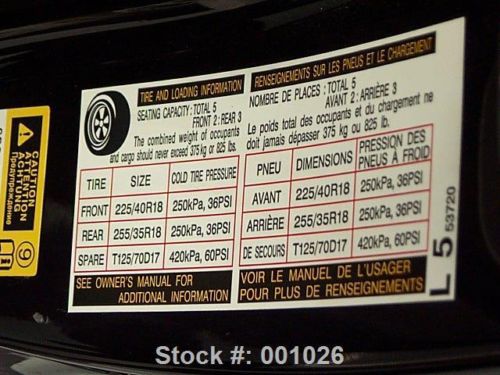 TIRE AND LOADING INFORMATION
SEATING CAPACITY: TOTAL 5
FRONT 2: REAR 3
The combined weight of occupants
and cargo should never exceed 375 kg or 825 lbs.
TIRE SIZE COLD TIRE PRESSURE
FRONT 225/40R18 250kPa, 36PSI
REAR 255/35R18 250kPa, 36PSI
SPARE T125/70D17 420kPa, 60PSI
SEE OWNER'S MANUAL FOR
ADDITIONAL INFORMATION
RENSEIGNEMENTS SUR LES PNEUS ET LE CHARGEMENT
NOMBRE DE PLACES : TOTAL 5
AVANT 2 : ARRIÈRE 3
Le poids total des occupants et du chargement ne
doit jamais dépasser 375 kg ou 825 lb.
PNEU DIMENSIONS PRESSION DES
PNEUS À FROID
AVANT 225/40R18 250kPa, 36PSI
ARRIÈRE 255/35R18 250kPa, 36PSI
DE SECOURS T125/70D17 420kPa, 60PSI
VOIR LE MANUEL DE L'USAGER
POUR PLUS DE RENSEIGNEMENTS
L 5 53720
CAUTION
ATTENTION
ACHTUNG
Предупреждение
Stock #: 001026